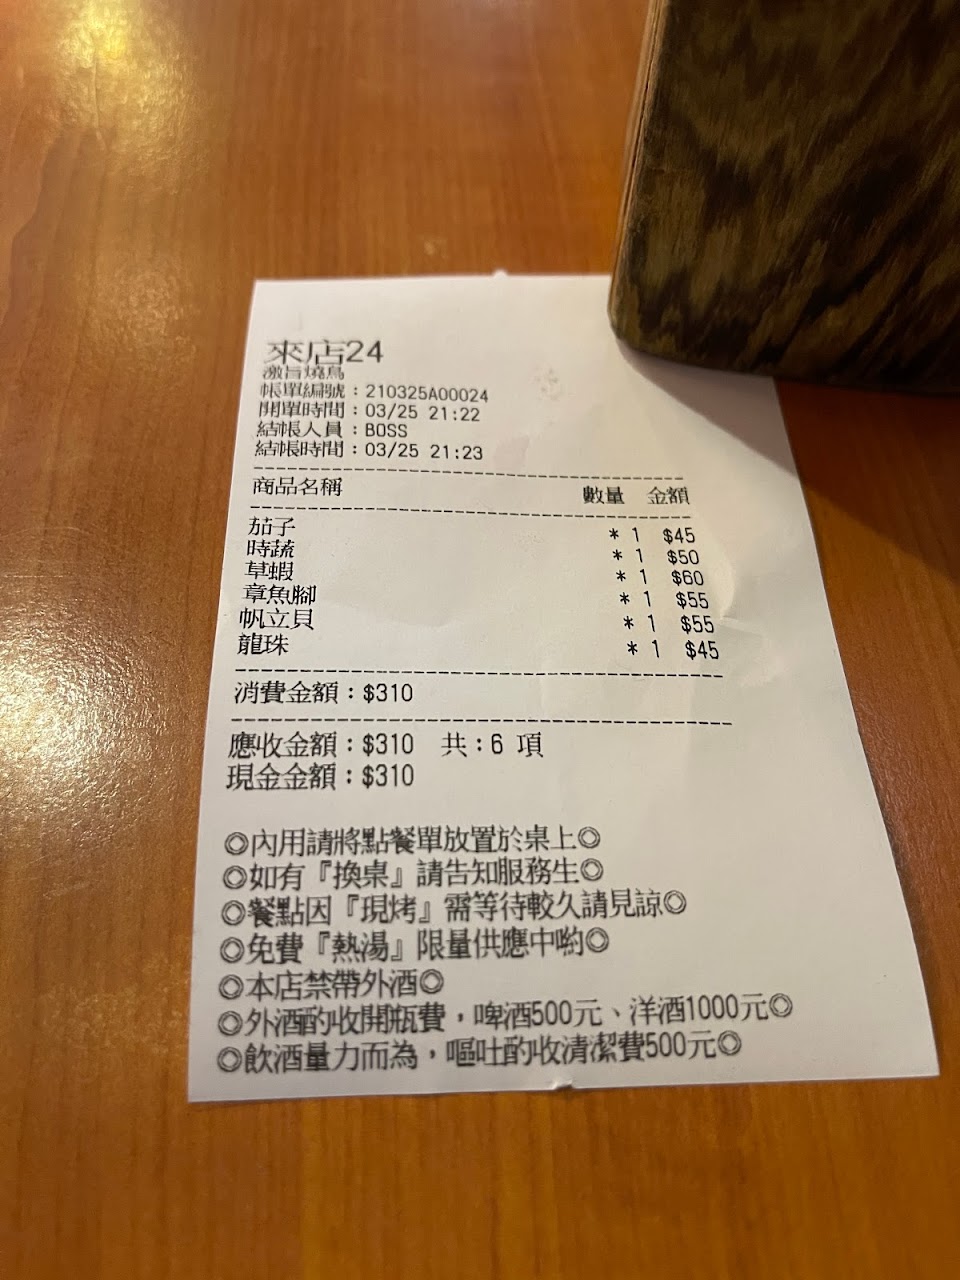 來店24
激旨燒鳥
帳單編號：210325A00024
開單時間：03/25 21:22
結帳人員：BOSS
結帳時間：03/25 21:23
商品名稱 數量 金額
茄子 * 1 $45
時蔬 * 1 $50
草蝦 * 1 $60
章魚腳 * 1 $55
帆立貝 * 1 $55
龍珠 * 1 $45
消費金額：$310
應收金額：$310 共：6 項
現金金額：$310
◎內用請將點餐單放置於桌上◎
◎如有『換桌』請告知服務生◎
◎餐點因『現烤』需等待較久請見諒◎
◎免費『熱湯』限量供應中喲◎
◎本店禁帶外酒◎
◎外酒酌收開瓶費，啤酒500元、洋酒1000元◎
◎飲酒量力而為，嘔吐酌收清潔費500元◎